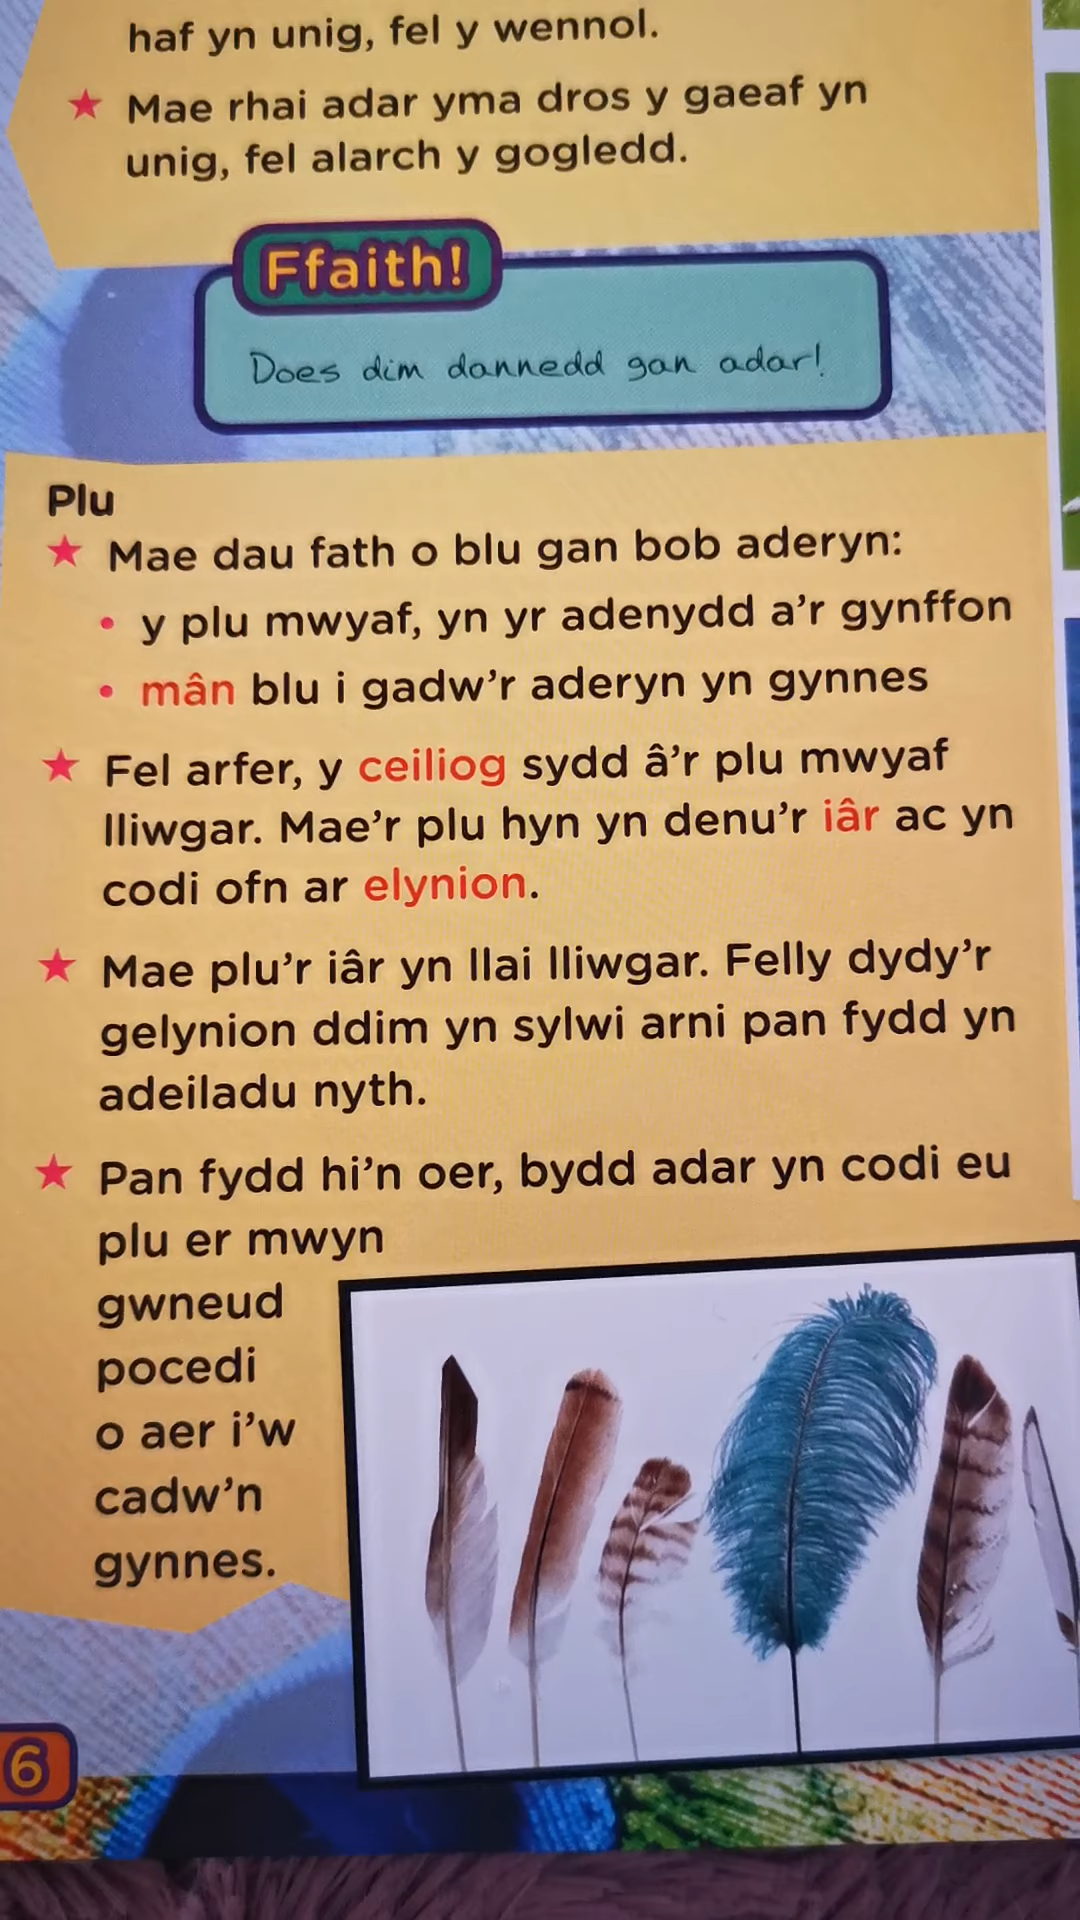 haf yn unig, fel y wennol.
★ Mae rhai adar yma dros y gaeaf yn
unig, fel alarch y gogledd.
Ffaith!
Does dim dannedd gan adar!
Plu
★ Mae dau fath o blu gan bob aderyn:
• y plu mwyaf, yn yr adenydd a'r gynffon
• mân blu i gadw'r aderyn yn gynnes
★ Fel arfer, y ceiliog sydd â'r plu mwyaf
lliwgar. Mae'r plu hyn yn denu'r iâr ac yn
codi ofn ar elynion.
★ Mae plu'r iâr yn llai lliwgar. Felly dydy'r
gelynion ddim yn sylwi arni pan fydd yn
adeiladu nyth.
★ Pan fydd hi'n oer, bydd adar yn codi eu
plu er mwyn
gwneud
pocedi
o aer i'w
cadw'n
gynnes.
6